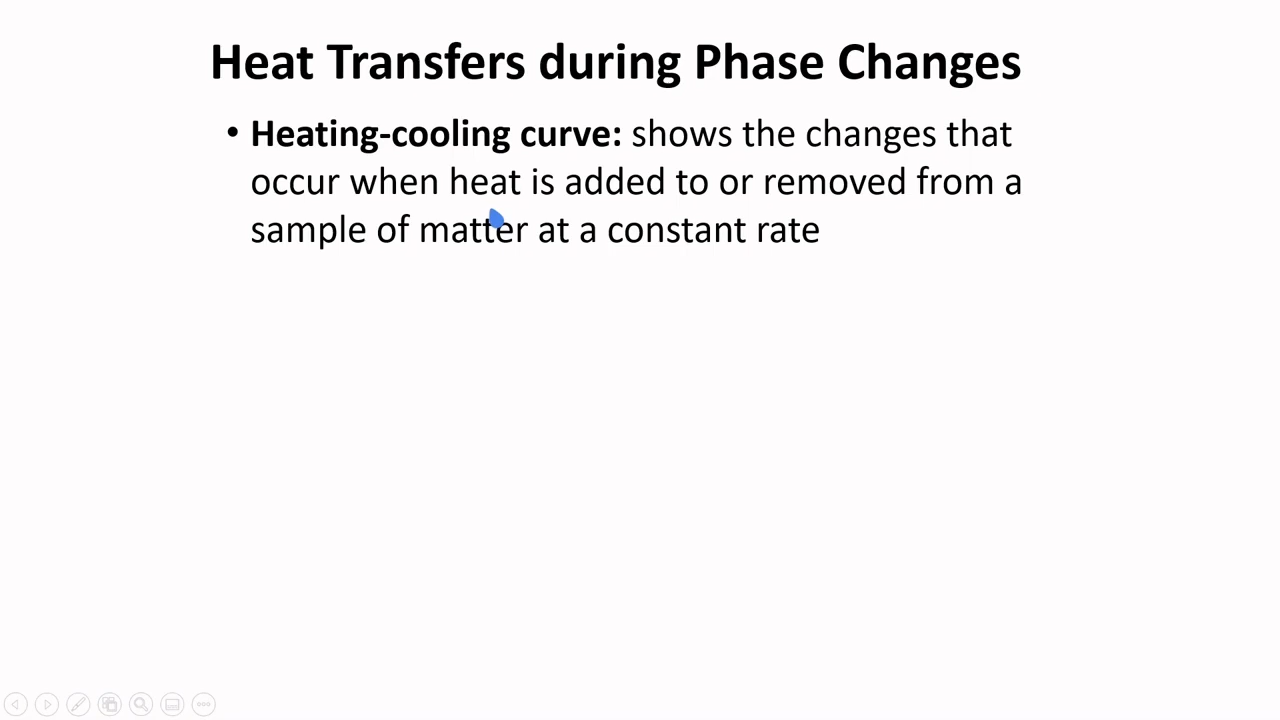 Heat Transfers during Phase Changes
• Heating-cooling curve: shows the changes that
occur when heat is added to or removed from a
sample of matter at a constant rate